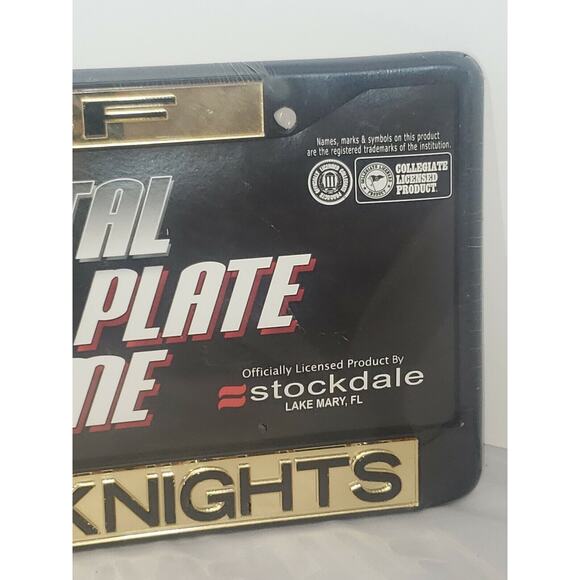 F
Names, marks & symbols on this product
are the registered trademarks of the institution.
COLLEGIATE
LICENSED
PRODUCT
TAL
PLATE
ME
Officially Licensed Product By
stockdale
LAKE MARY, FL
KNIGHTS